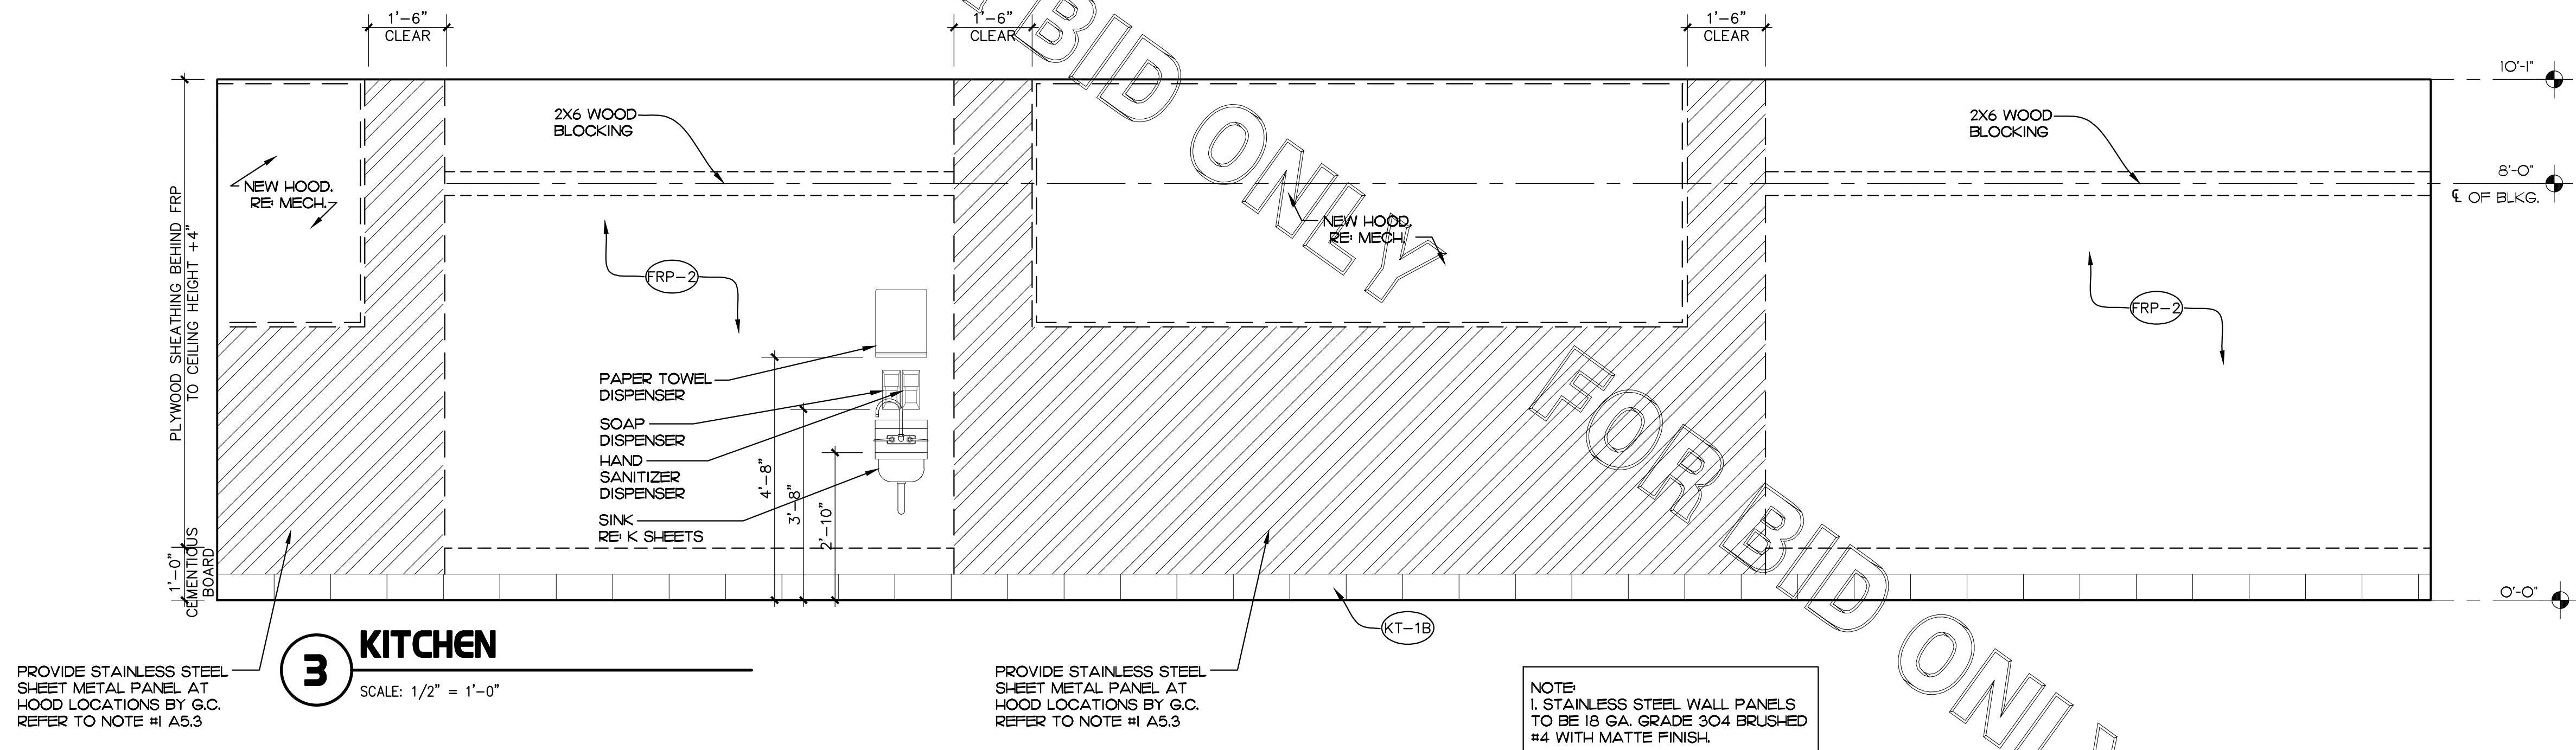 1'-6"
CLEAR
1'-6"
CLEAR
1'-6"
CLEAR
BID ONLY
10'-1"
2X6 WOOD
BLOCKING
2X6 WOOD
BLOCKING
8'-0"
℄ OF BLKG.
NEW HOOD.
RE: MECH.
NEW HOOD.
RE: MECH.
PLYWOOD SHEATHING BEHIND FRP
TO CEILING HEIGHT +4"
FRP-2
FRP-2
PAPER TOWEL
DISPENSER
SOAP
DISPENSER
HAND
SANITIZER
DISPENSER
SINK
RE: K SHEETS
4'-8"
3'-8"
2'-10"
FOR BID ONLY
1'-0"
CEMENTIOUS
BOARD
0'-0"
KT-1B
3
KITCHEN
SCALE: 1/2" = 1'-0"
PROVIDE STAINLESS STEEL
SHEET METAL PANEL AT
HOOD LOCATIONS BY G.C.
REFER TO NOTE #1 A5.3
PROVIDE STAINLESS STEEL
SHEET METAL PANEL AT
HOOD LOCATIONS BY G.C.
REFER TO NOTE #1 A5.3
NOTE:
1. STAINLESS STEEL WALL PANELS
TO BE 18 GA. GRADE 304 BRUSHED
#4 WITH MATTE FINISH.